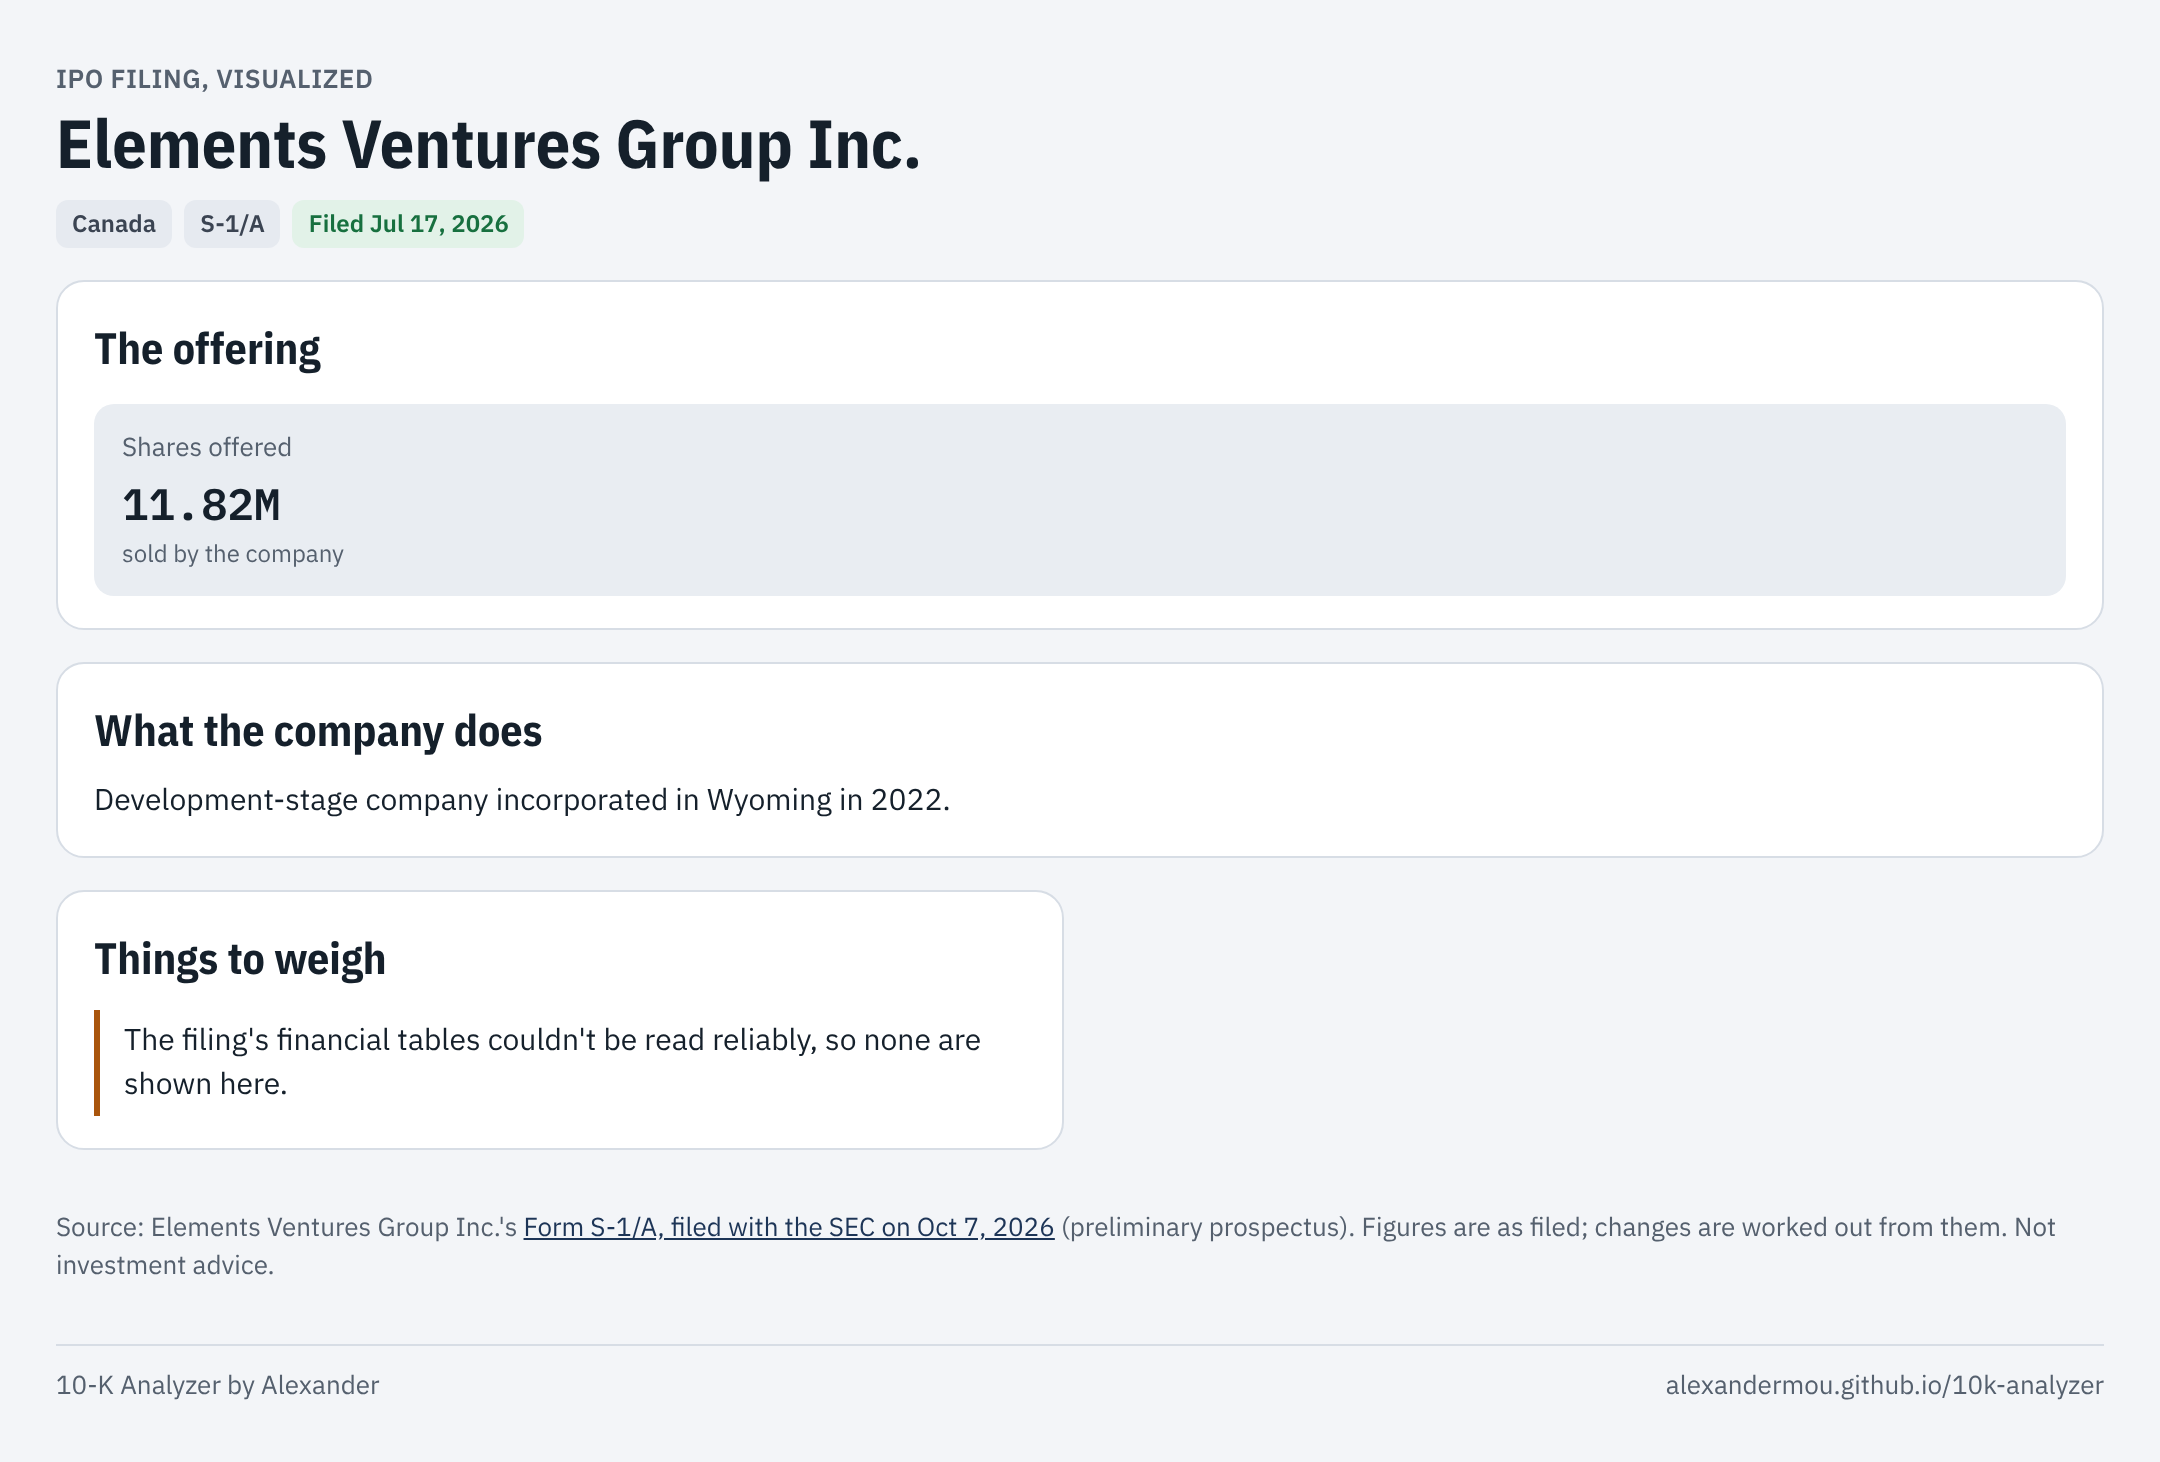 IPO FILING, VISUALIZED
Elements Ventures Group Inc.
Canada S-1/A Filed Jul 17, 2026
The offering
Shares offered
11.82M
sold by the company
What the company does
Development-stage company incorporated in Wyoming in 2022.
Things to weigh
The filing's financial tables couldn't be read reliably, so none are
shown here.
Source: Elements Ventures Group Inc.'s Form S-1/A, filed with the SEC on Oct 7, 2026 (preliminary prospectus). Figures are as filed; changes are worked out from them. Not
investment advice.
10-K Analyzer by Alexander
alexandermou.github.io/10k-analyzer